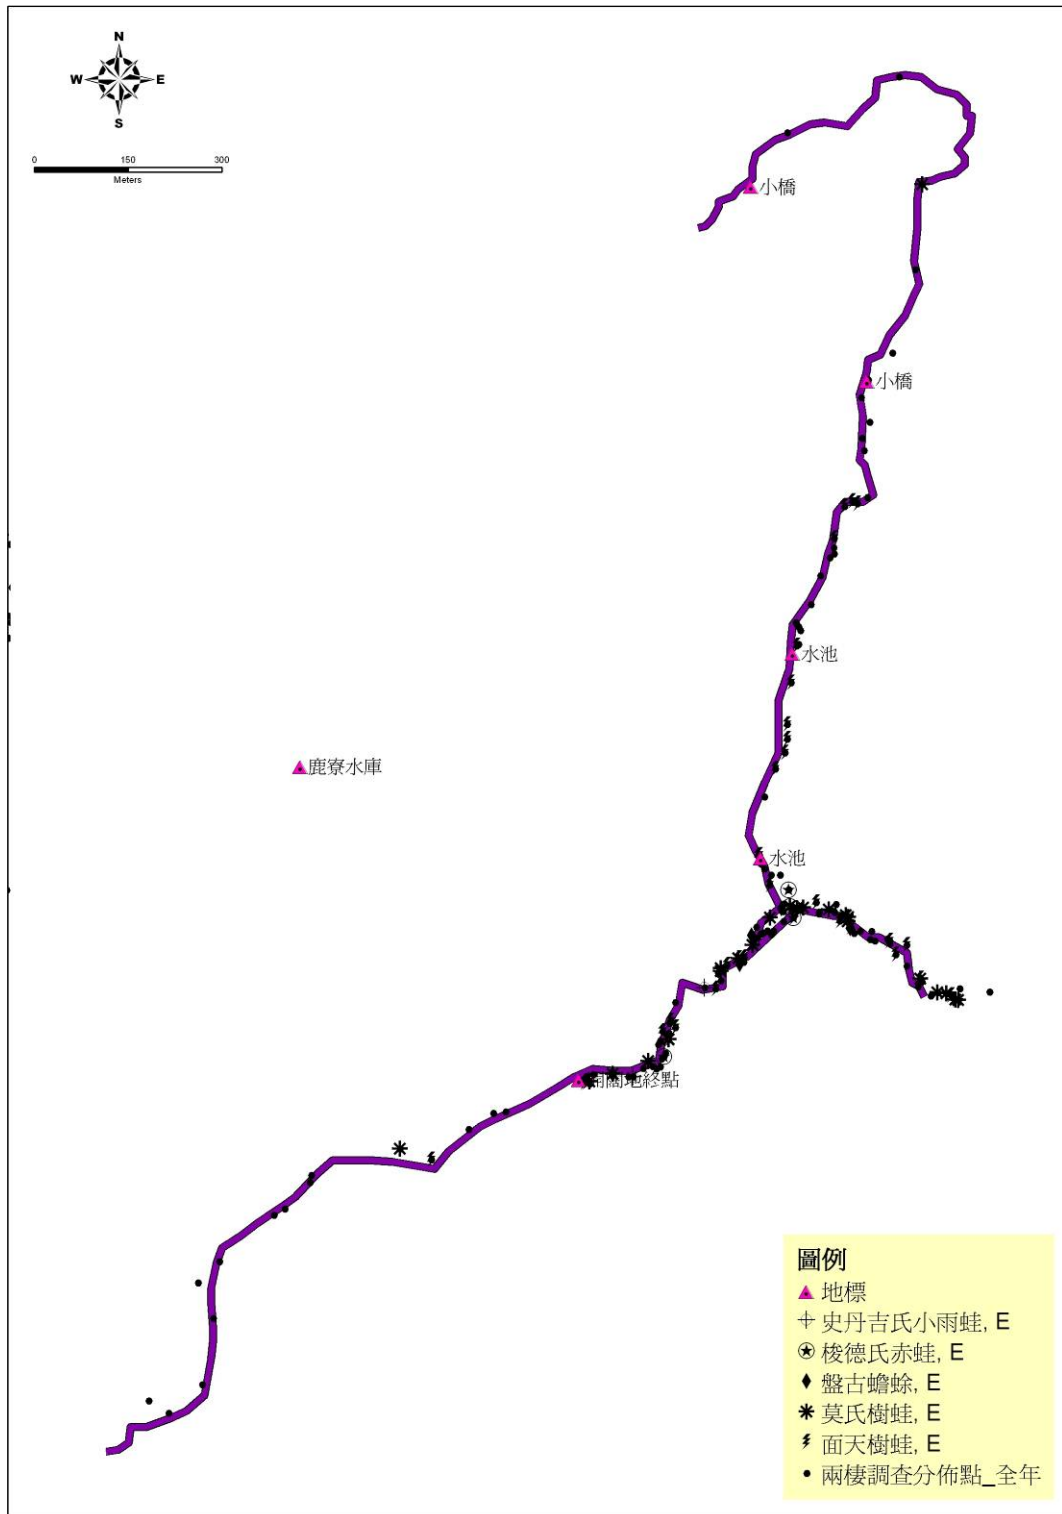 N
W E
S
0 150 300
Meters
小橋
小橋
水池
鹿寮水庫
水池
闊地終點
圖例
地標
史丹吉氏小雨蛙, E
梭德氏赤蛙, E
盤古蟾蜍, E
莫氏樹蛙, E
面天樹蛙, E
兩棲調查分佈點_全年